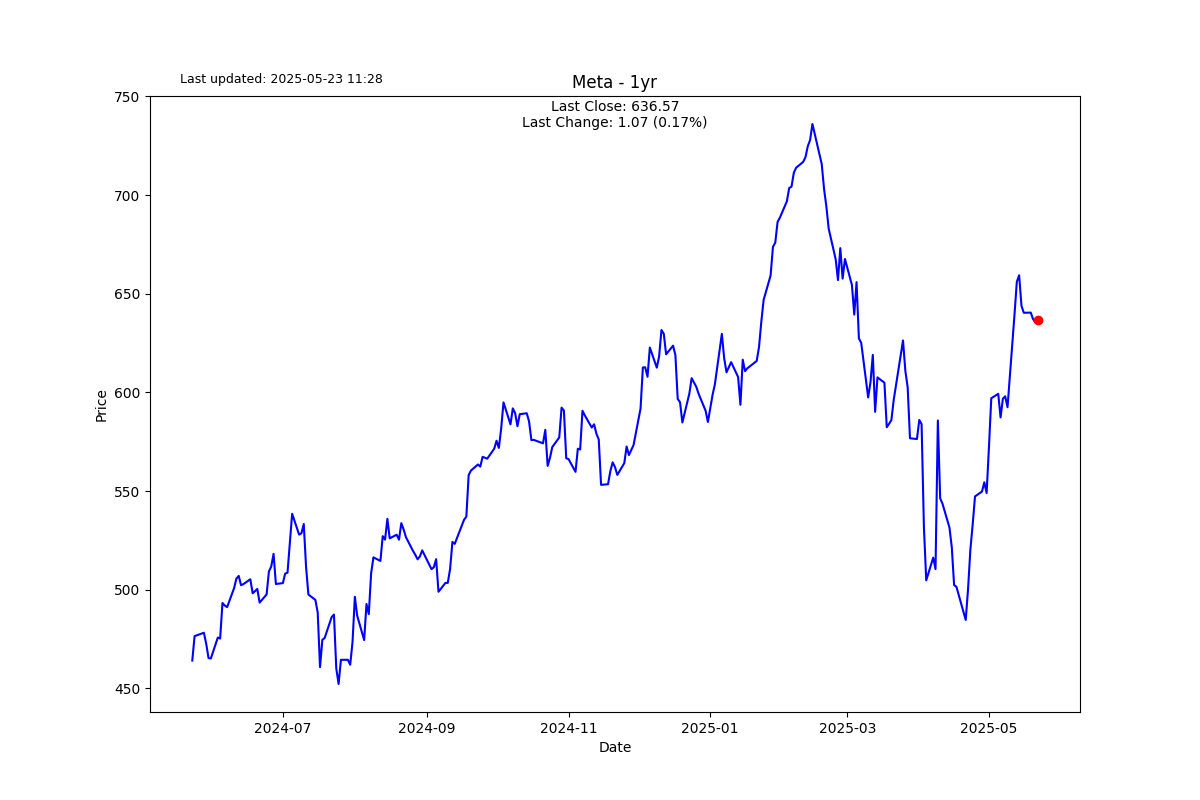 Last updated: 2025-05-23 11:28
Meta - 1yr
Last Close: 636.57
Last Change: 1.07 (0.17%)
750
700
650
600
550
500
450
Price
2024-07
2024-09
2024-11
2025-01
2025-03
2025-05
Date